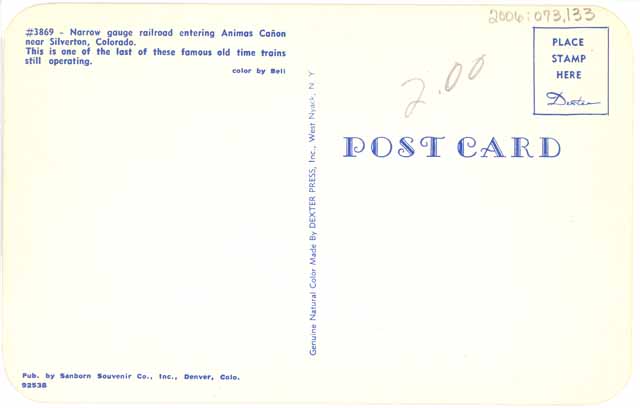 #3869 - Narrow gauge railroad entering Animas Cañon
near Silverton, Colorado.
This is one of the last of these famous old time trains
still operating.
color by Bell
2006:073,133
2.00
PLACE
STAMP
HERE
Dexter
POST CARD
Genuine Natural Color Made By DEXTER PRESS, Inc., West Nyack, N Y
Pub. by Sanborn Souvenir Co., Inc., Denver, Colo.
92538